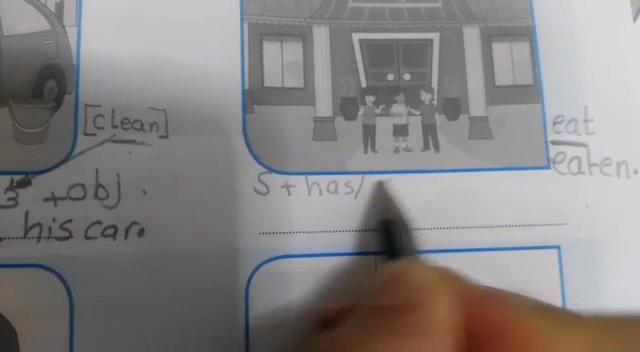 [clean]
3 + obj.
his car.
eat
eaten.
S + has/